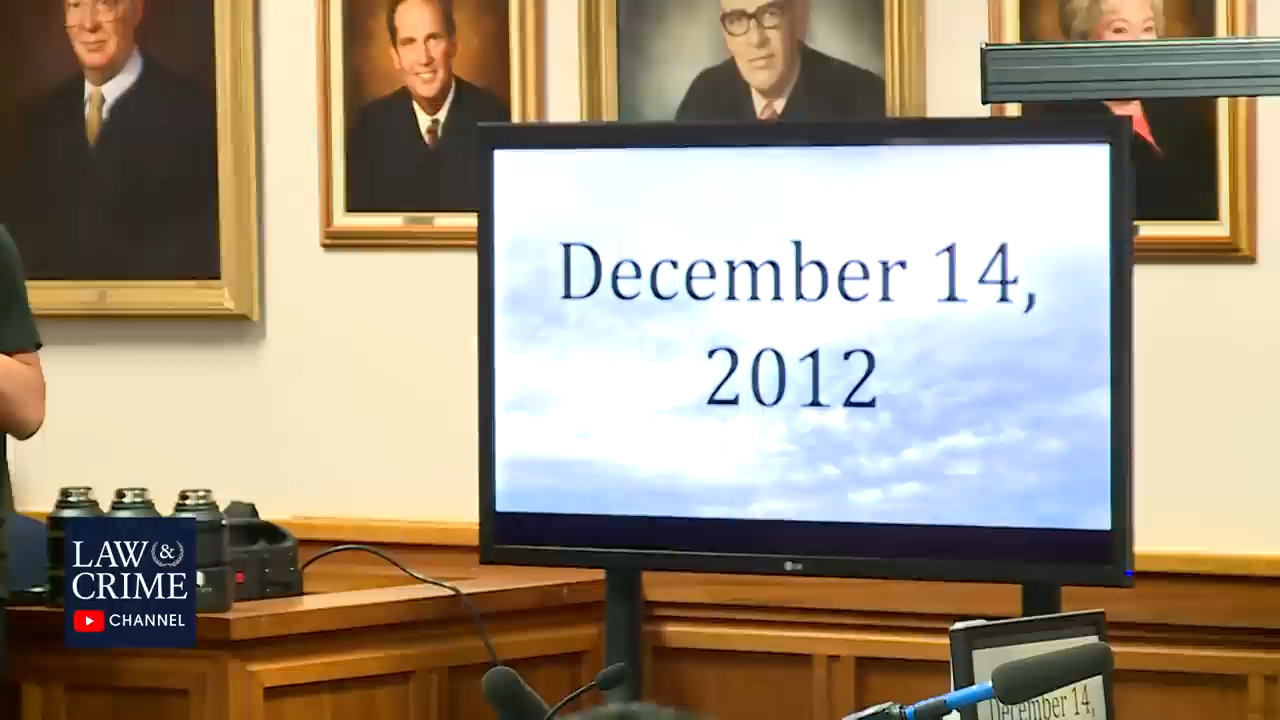 December 14,
2012
LAW &
CRIME
CHANNEL
LG
December 14,